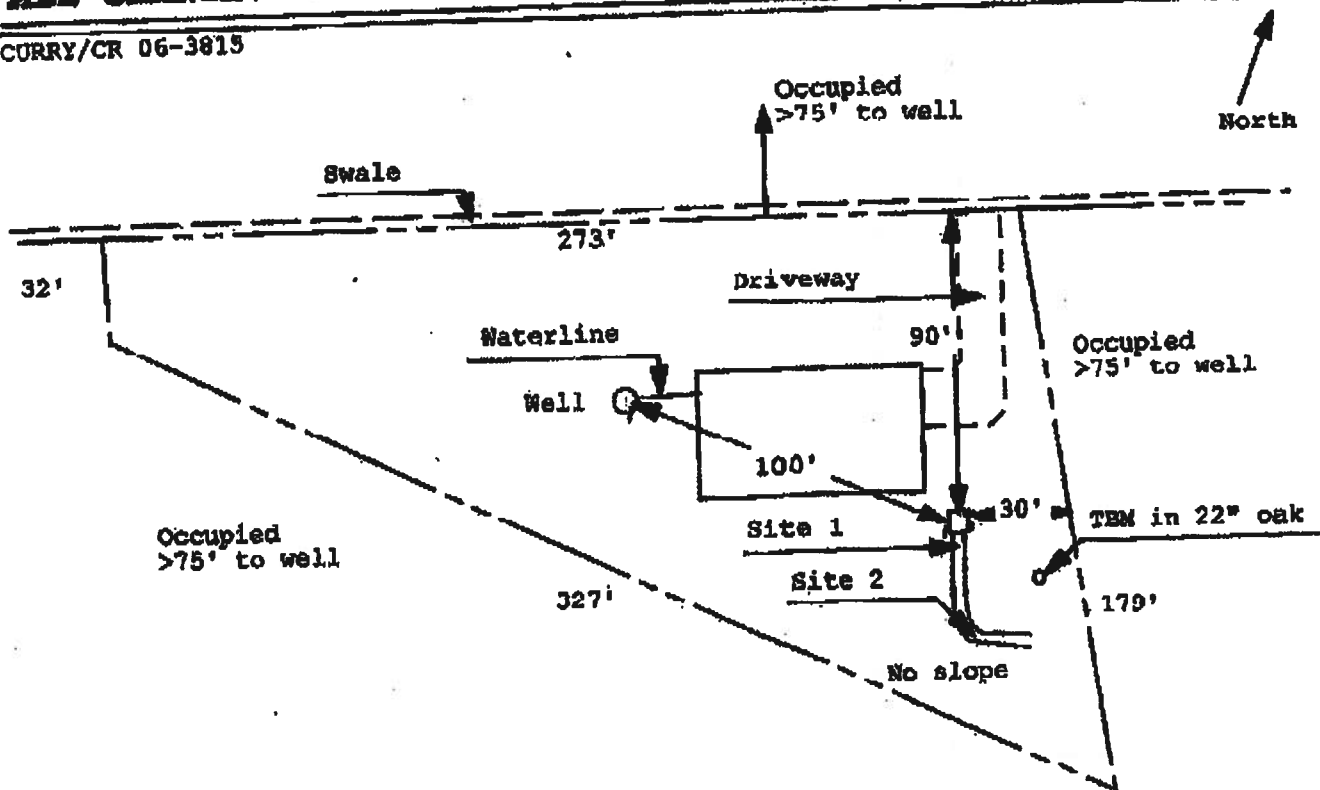 CURRY/CR 06-3815
Occupied
>75' to well
North
Swale
273'
32'
Driveway
Waterline
90'
Occupied
>75' to well
Well
100'
30'
TBM in 22" oak
Site 1
Occupied
>75' to well
Site 2
327'
179'
No slope